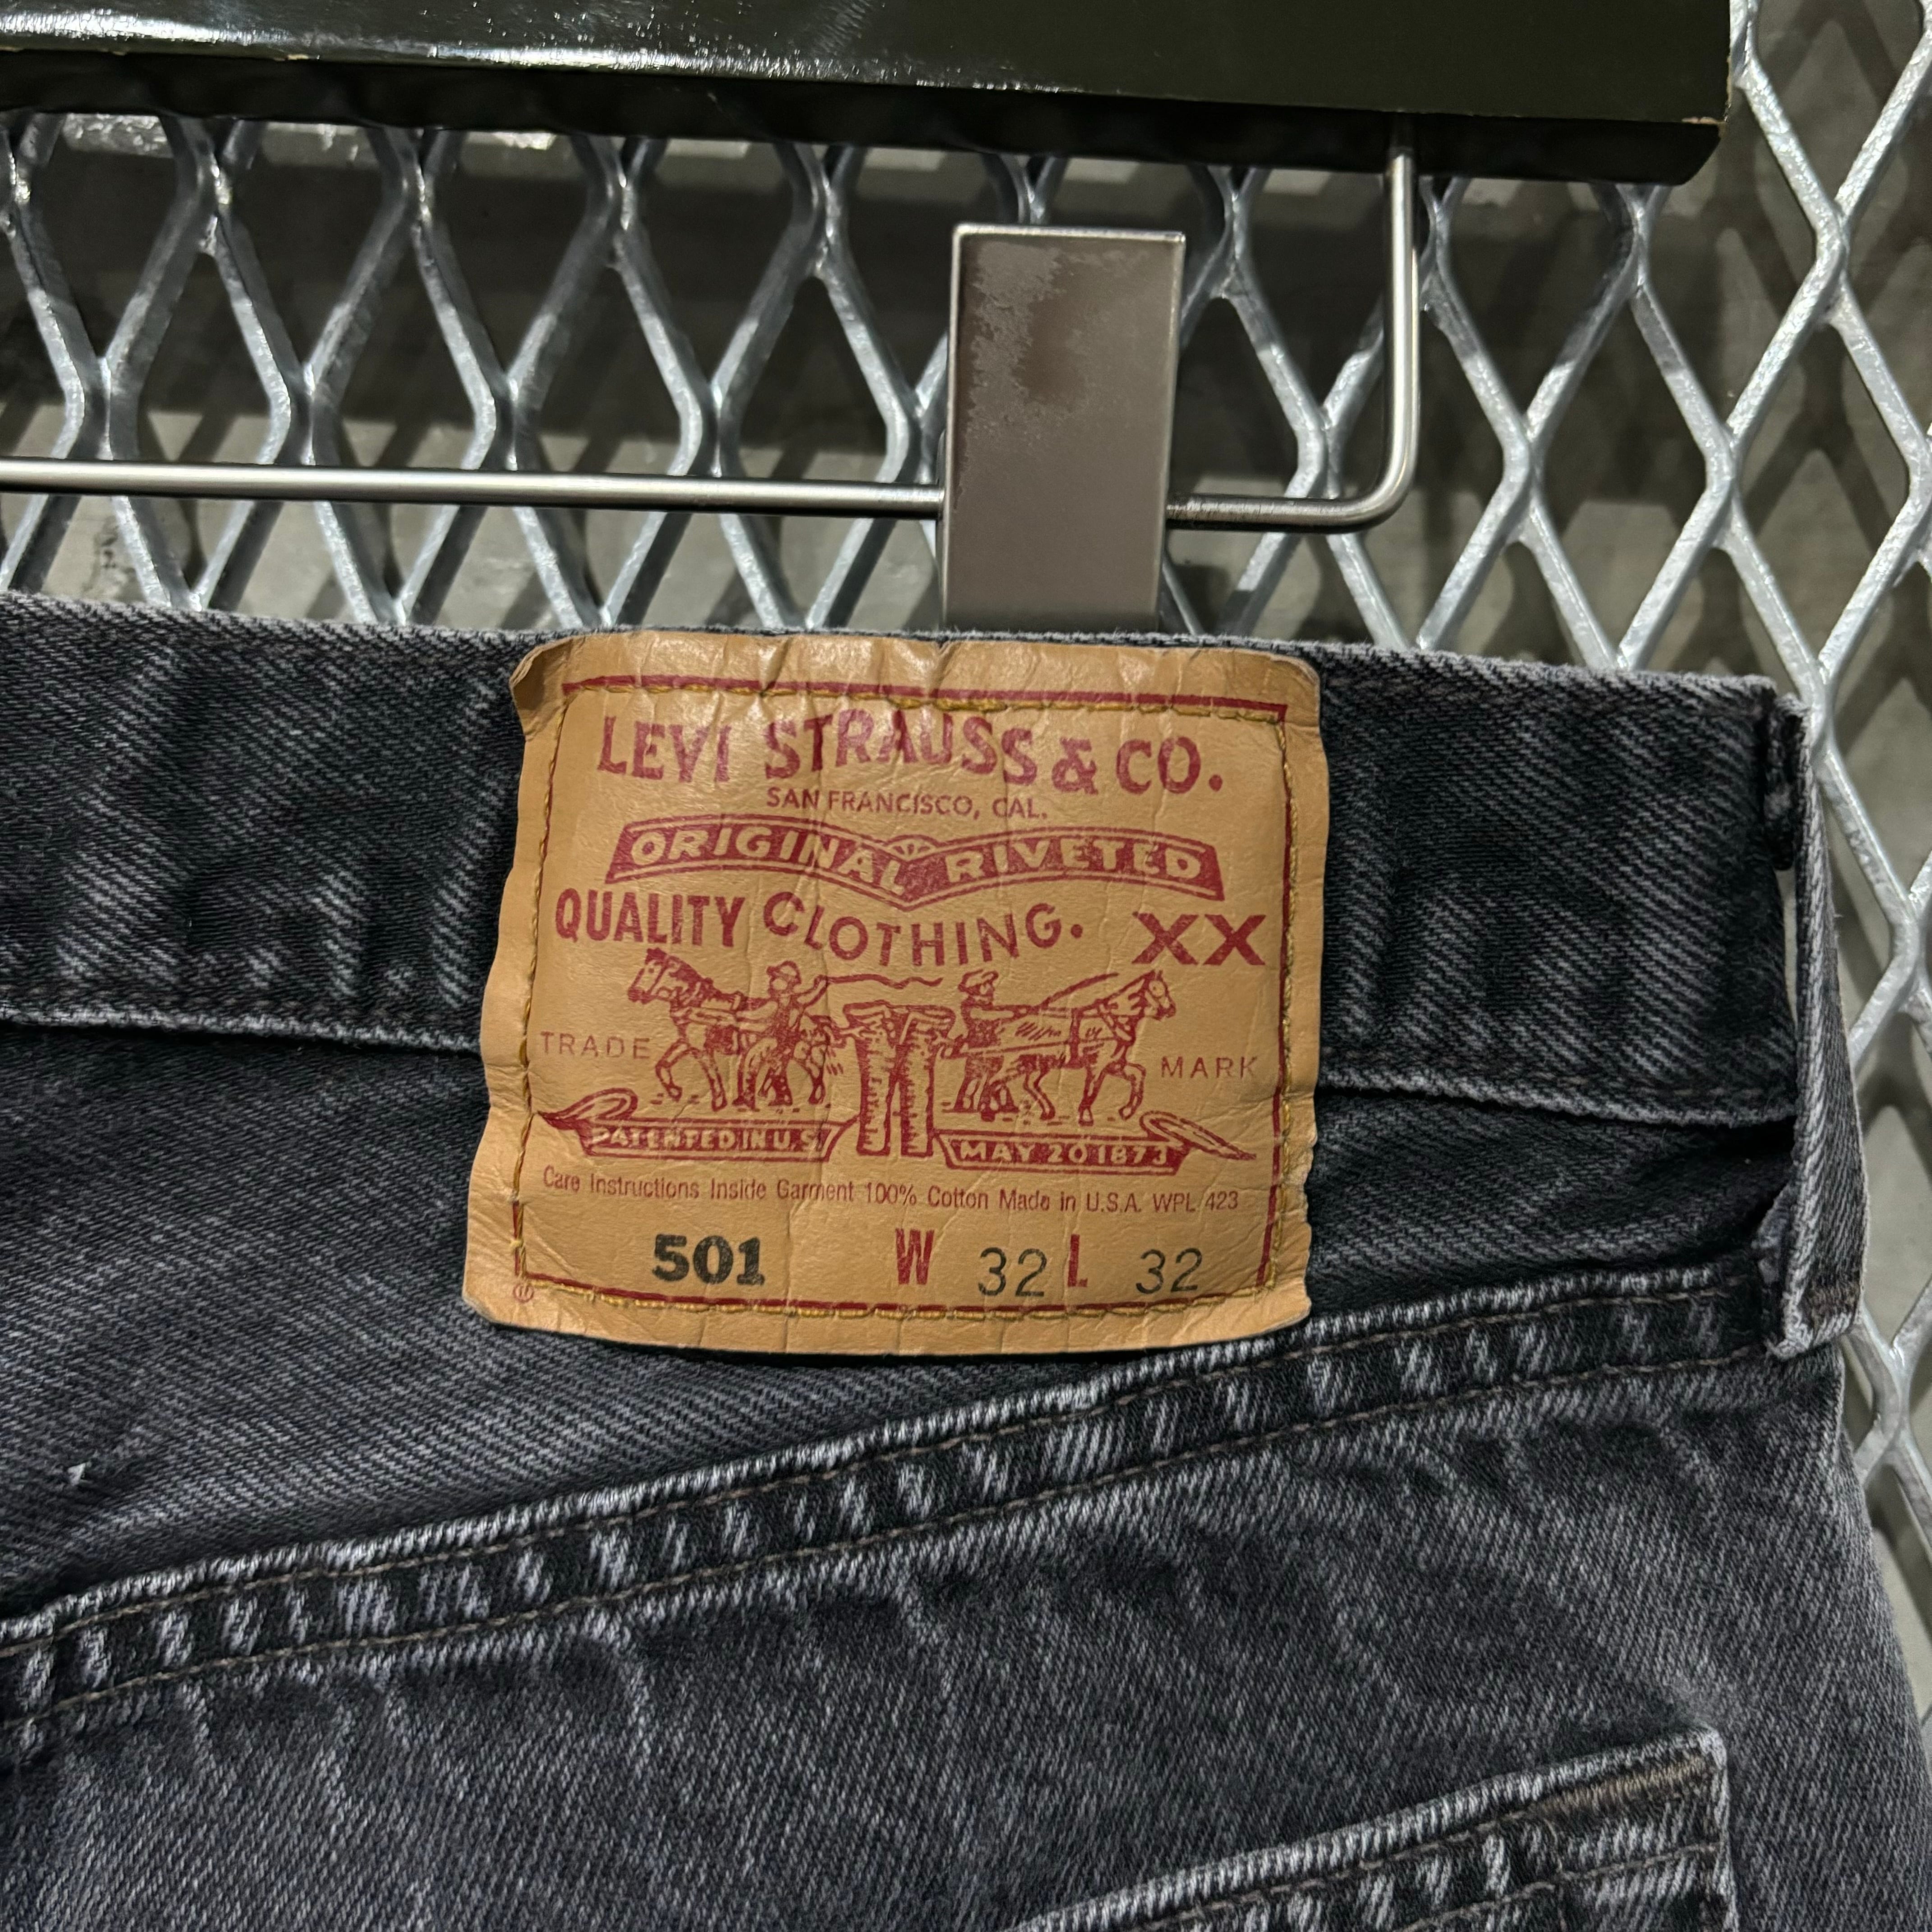 LEVI STRAUSS & CO.
SAN FRANCISCO, CAL.
ORIGINAL RIVETED
QUALITY CLOTHING. XX
TRADE MARK
PATENTED IN U.S. MAY 20 1873
Care Instructions Inside Garment 100% Cotton Made in U.S.A. WPL 423
501 W 32 L 32
®